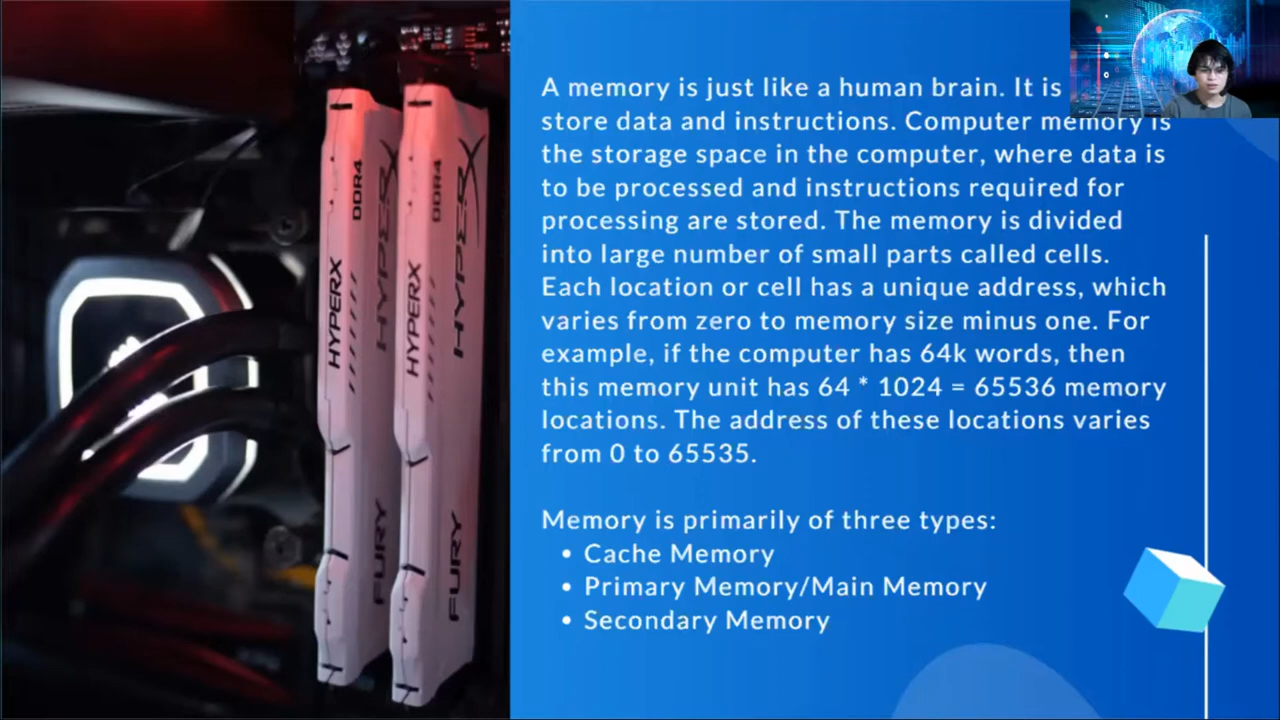 DDR4
HYPERX
HYPERX
FURY
DDR4
HYPERX
HYPERX
FURY
A memory is just like a human brain. It is
store data and instructions. Computer memory is
the storage space in the computer, where data is
to be processed and instructions required for
processing are stored. The memory is divided
into large number of small parts called cells.
Each location or cell has a unique address, which
varies from zero to memory size minus one. For
example, if the computer has 64k words, then
this memory unit has 64 * 1024 = 65536 memory
locations. The address of these locations varies
from 0 to 65535.
Memory is primarily of three types:
• Cache Memory
• Primary Memory/Main Memory
• Secondary Memory